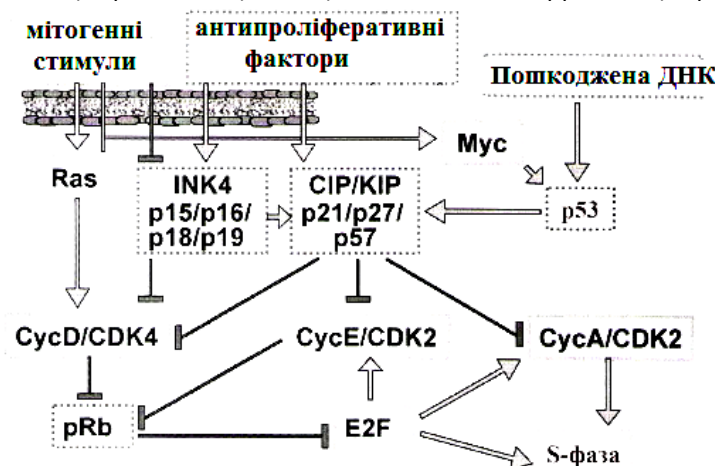 мітогенні
стимули
антипроліферативні
фактори
Пошкоджена ДНК
Myc
Ras
INK4
p15/p16/
p18/p19
CIP/KIP
p21/p27/
p57
p53
CycD/CDK4
CycE/CDK2
CycA/CDK2
pRb
E2F
S-фаза